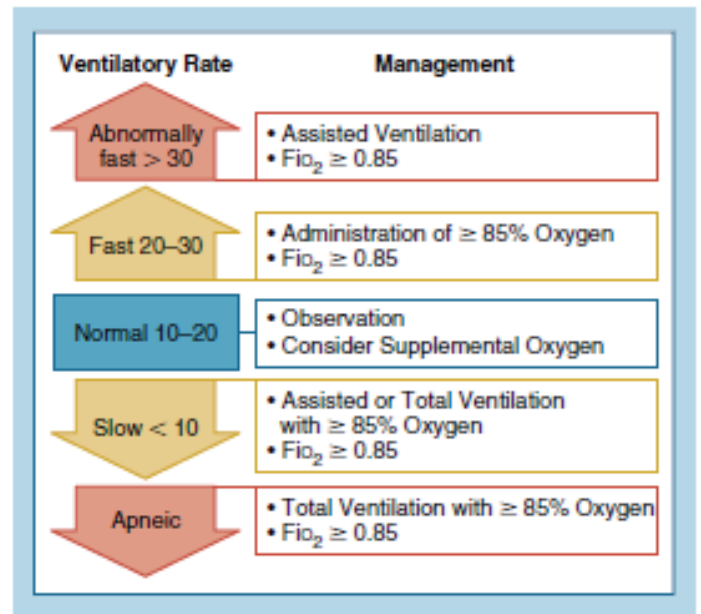 Ventilatory Rate Management
Abnormally
fast > 30
• Assisted Ventilation
• Fio₂ ≥ 0.85
Fast 20–30
• Administration of ≥ 85% Oxygen
• Fio₂ ≥ 0.85
Normal 10–20
• Observation
• Consider Supplemental Oxygen
Slow < 10
• Assisted or Total Ventilation
with ≥ 85% Oxygen
• Fio₂ ≥ 0.85
Apneic
• Total Ventilation with ≥ 85% Oxygen
• Fio₂ ≥ 0.85